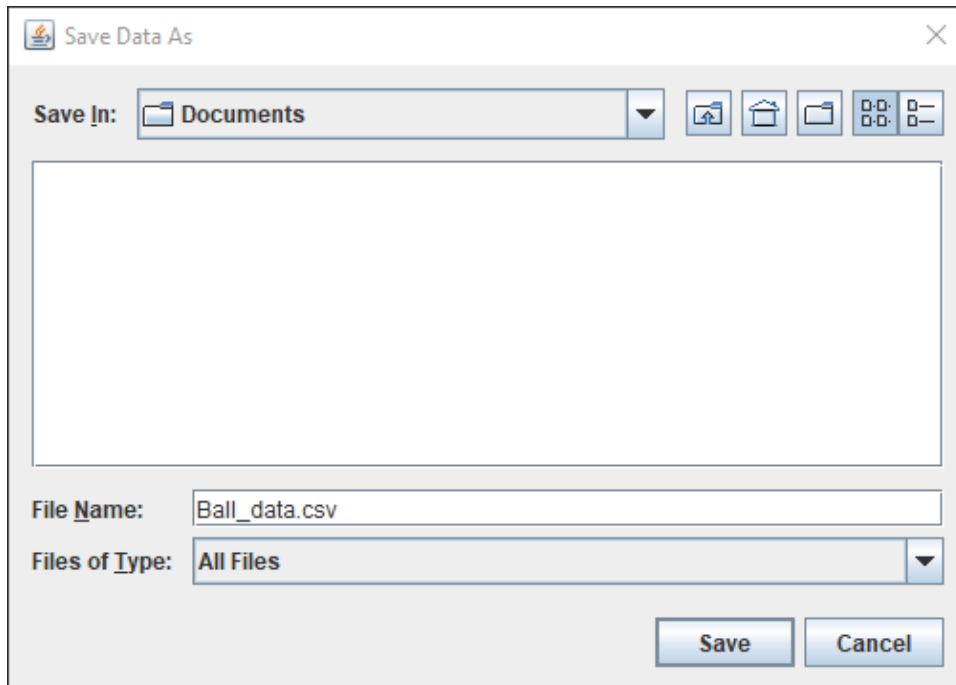 Save Data As
Save In: Documents
File Name: Ball_data.csv
Files of Type: All Files
Save Cancel